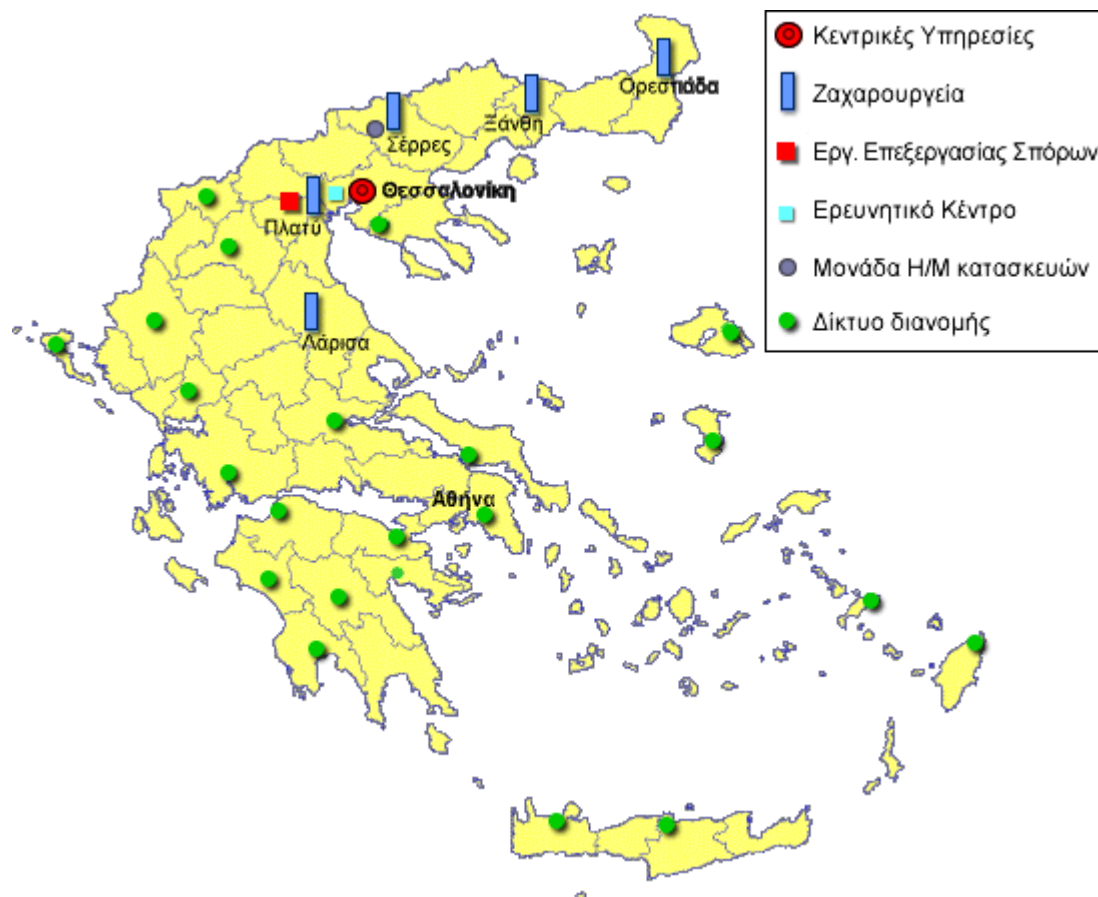 Κεντρικές Υπηρεσίες
Ζαχαρουργεία
Εργ. Επεξεργασίας Σπόρων
Ερευνητικό Κέντρο
Μονάδα Η/Μ κατασκευών
Δίκτυο διανομής
Ορεστιάδα
Ξάνθη
Σέρρες
Θεσσαλονίκη
Πλατύ
Λάρισα
Αθήνα